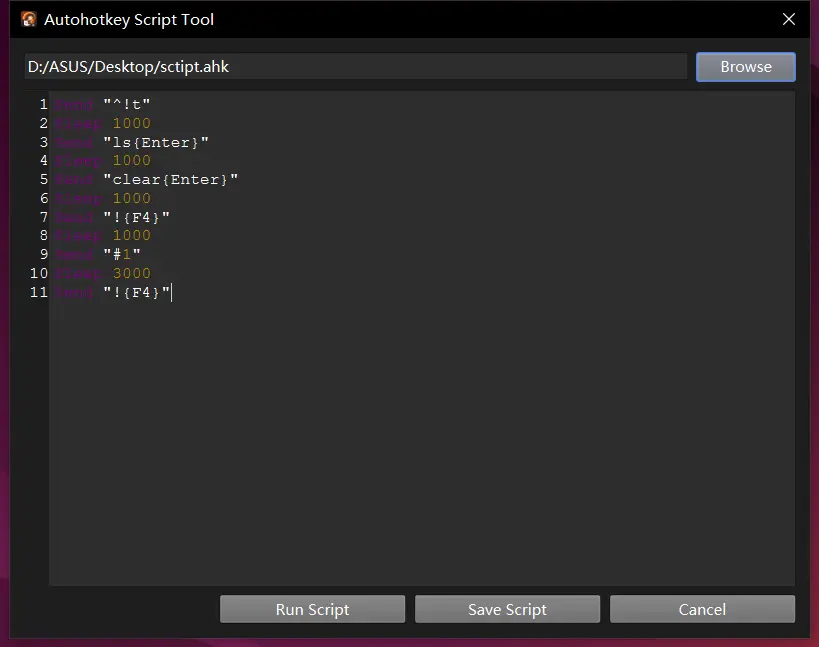 Autohotkey Script Tool
D:/ASUS/Desktop/sctipt.ahk
Browse
1 Send "^!t"
2 Sleep 1000
3 Send "ls{Enter}"
4 Sleep 1000
5 Send "clear{Enter}"
6 Sleep 1000
7 Send "!{F4}"
8 Sleep 1000
9 Send "#1"
10 Sleep 3000
11 Send "!{F4}"
Run Script
Save Script
Cancel